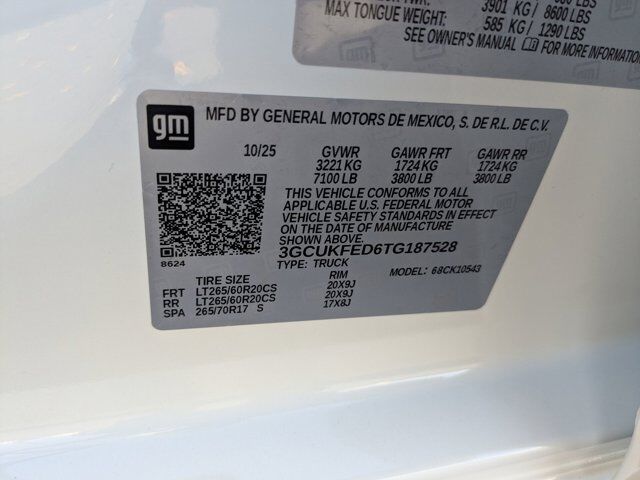 3901 KG/ 8600 LBS
MAX TONGUE WEIGHT: 585 KG/ 1290 LBS
SEE OWNER'S MANUAL FOR MORE INFORMATION
gm
MFD BY GENERAL MOTORS DE MEXICO, S. DE R.L. DE C.V.
10/25 GVWR GAWR FRT GAWR RR
3221 KG 1724 KG 1724 KG
7100 LB 3800 LB 3800 LB
THIS VEHICLE CONFORMS TO ALL
APPLICABLE U.S. FEDERAL MOTOR
VEHICLE SAFETY STANDARDS IN EFFECT
ON THE DATE OF MANUFACTURE
SHOWN ABOVE.
3GCUKFED6TG187528
8624
TYPE: TRUCK MODEL: 68CK10543
TIRE SIZE RIM
FRT LT265/60R20CS 20X9J
RR LT265/60R20CS 20X9J
SPA 265/70R17 S 17X8J